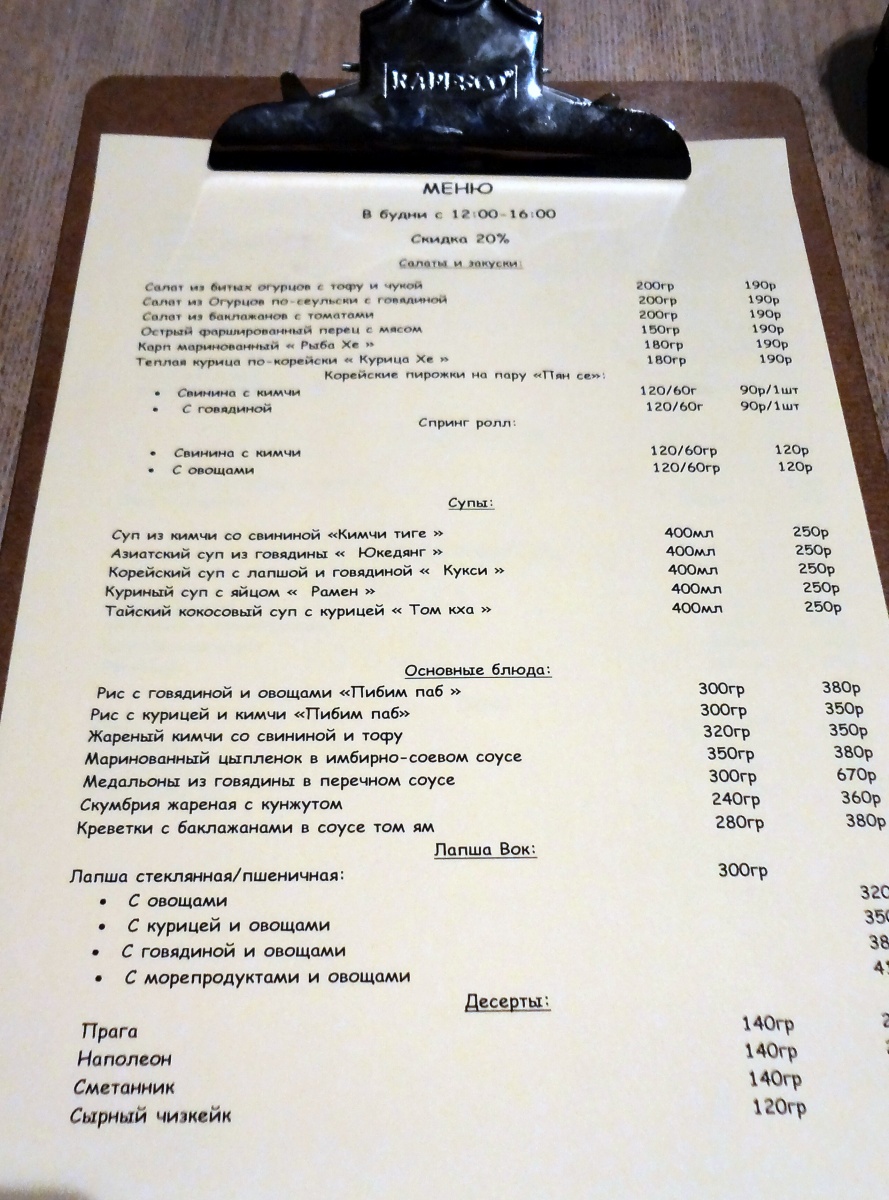 RAPESCO
МЕНЮ
В будни с 12:00-16:00
Скидка 20%
Салаты и закуски:
Салат из битых огурцов с тофу и чукой 200гр 190р
Салат из Огурцов по-сеульски с говядиной 200гр 190р
Салат из баклажанов с томатами 200гр 190р
Острый фаршированный перец с мясом 150гр 190р
Карп маринованный « Рыба Хе » 180гр 190р
Теплая курица по-корейски « Курица Хе » 180гр 190р
Корейские пирожки на пару «Пян се»:
• Свинина с кимчи 120/60г 90р/1шт
• С говядиной 120/60г 90р/1шт
Спринг ролл:
• Свинина с кимчи 120/60гр 120р
• С овощами 120/60гр 120р
Супы:
Суп из кимчи со свининой «Кимчи тиге » 400мл 250р
Азиатский суп из говядины « Юкедянг » 400мл 250р
Корейский суп с лапшой и говядиной « Кукси » 400мл 250р
Куриный суп с яйцом « Рамен » 400мл 250р
Тайский кокосовый суп с курицей « Том кха » 400мл 250р
Основные блюда:
Рис с говядиной и овощами «Пибим паб » 300гр 380р
Рис с курицей и кимчи «Пибим паб» 300гр 350р
Жареный кимчи со свининой и тофу 320гр 350р
Маринованный цыпленок в имбирно-соевом соусе 350гр 380р
Медальоны из говядины в перечном соусе 300гр 670р
Скумбрия жареная с кунжутом 240гр 360р
Креветки с баклажанами в соусе том ям 280гр 380р
Лапша Вок:
Лапша стеклянная/пшеничная: 300гр
• С овощами 320
• С курицей и овощами 350
• С говядиной и овощами 38
• С морепродуктами и овощами 41
Десерты:
Прага 140гр
Наполеон 140гр
Сметанник 140гр
Сырный чизкейк 120гр